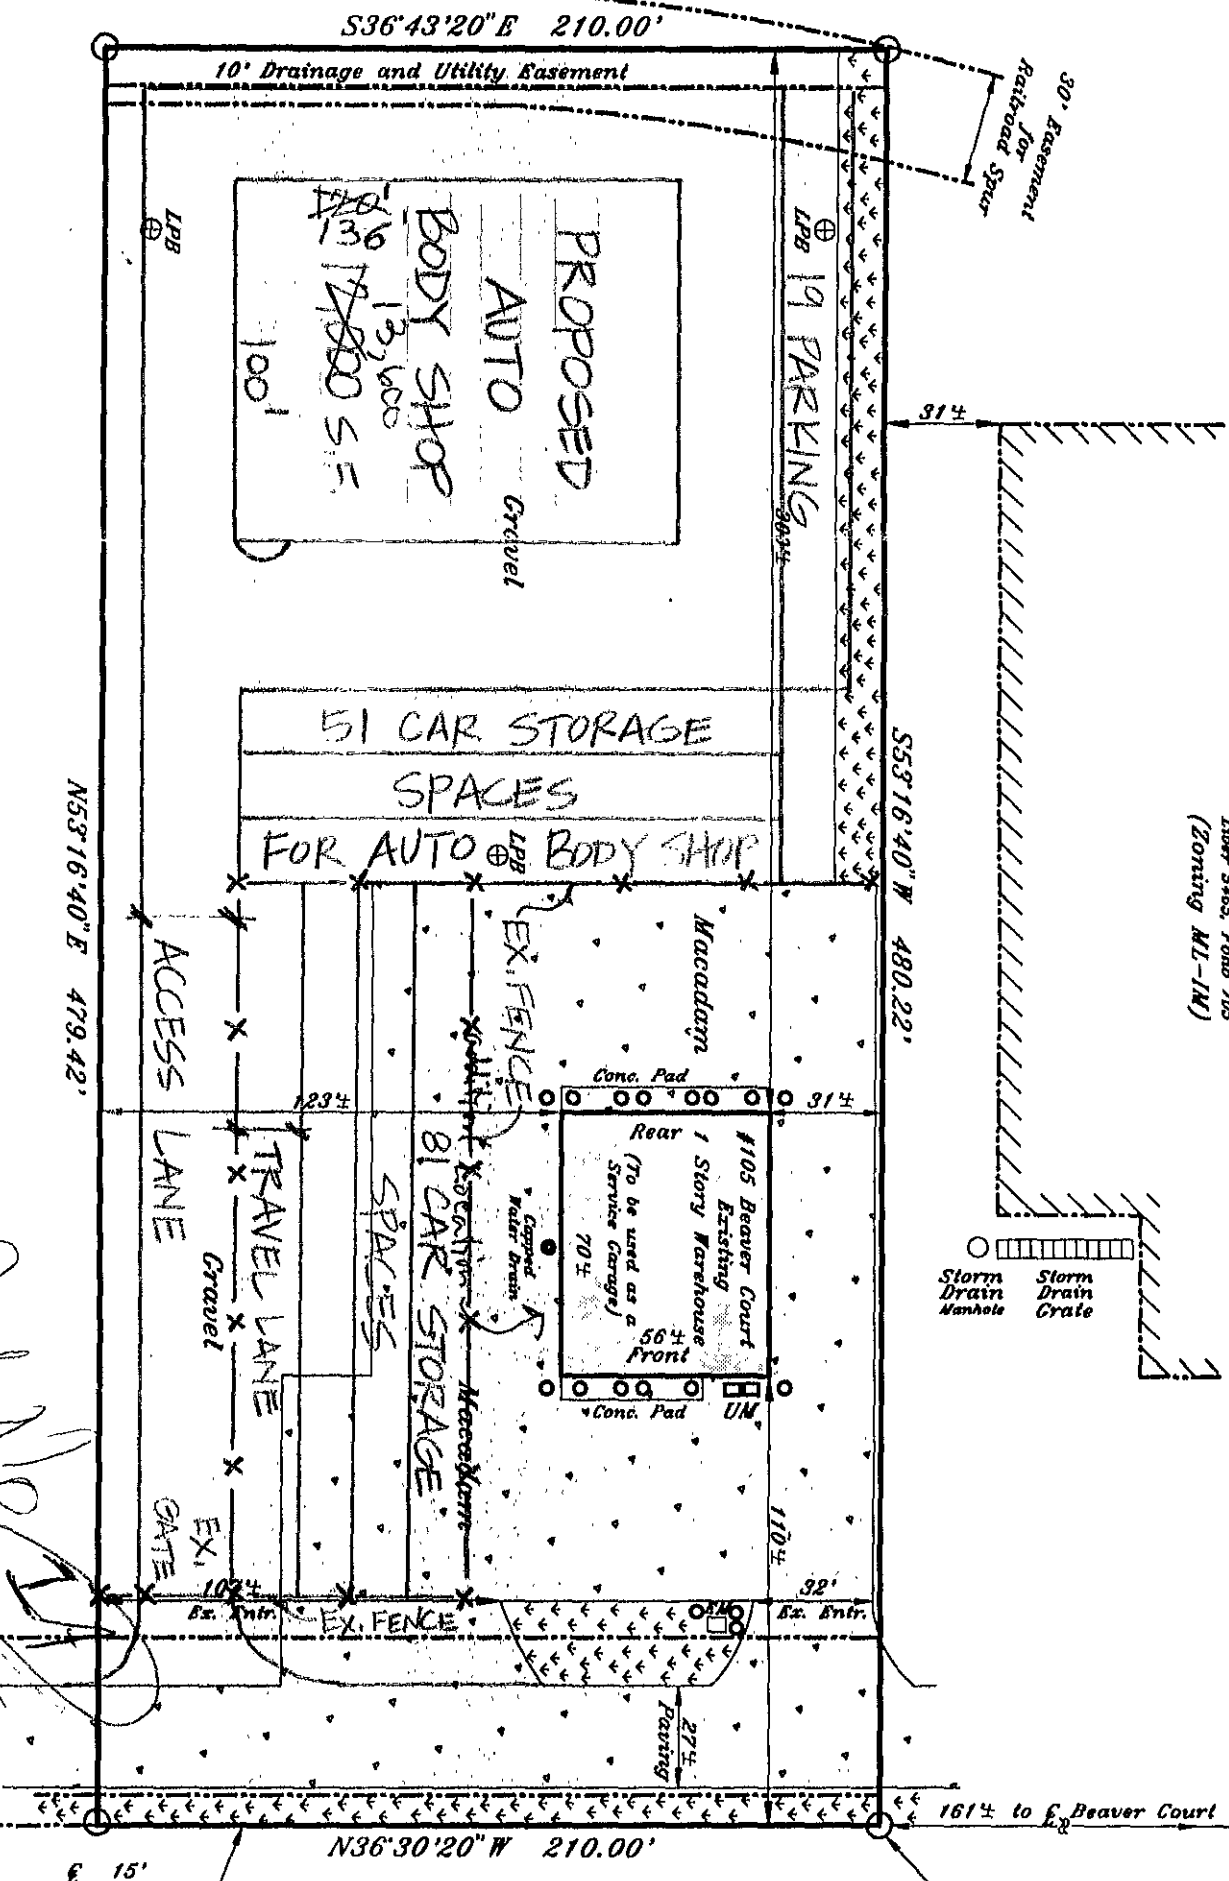 S36°43'20"E 210.00'
10' Drainage and Utility Easement
30' Easement
for
Railroad Spur
LPB
LPB
19 PARKING
PROPOSED
AUTO
BODY SHOP
13,600
12,000 S.F.
120'
136
100'
Gravel
31'±
51 CAR STORAGE
SPACES
FOR AUTO BODY SHOP
LPB
S53°16'40"W 480.22'
N53°16'40"E 479.42'
(Zoning ML-IM)
EX. FENCE
Macadam
ACCESS LANE
TRAVEL LANE
Gravel
123'±
31'±
Conc. Pad
Rear
#105 Beaver Court
Existing
1 Story Warehouse
(To be used as a
Service Garage)
70'±
56'±
Front
Capped
Water Drain
81 CAR STORAGE
SPACES
Macadam
Conc. Pad
UM
Storm
Drain
Manhole
Storm
Drain
Grate
110'±
EX.
GATE
Ex. Entr.
EX. FENCE
32'
Ex. Entr.
27'±
Paving
161'± to ℄ Beaver Court
N36°30'20"W 210.00'
℄ 15'